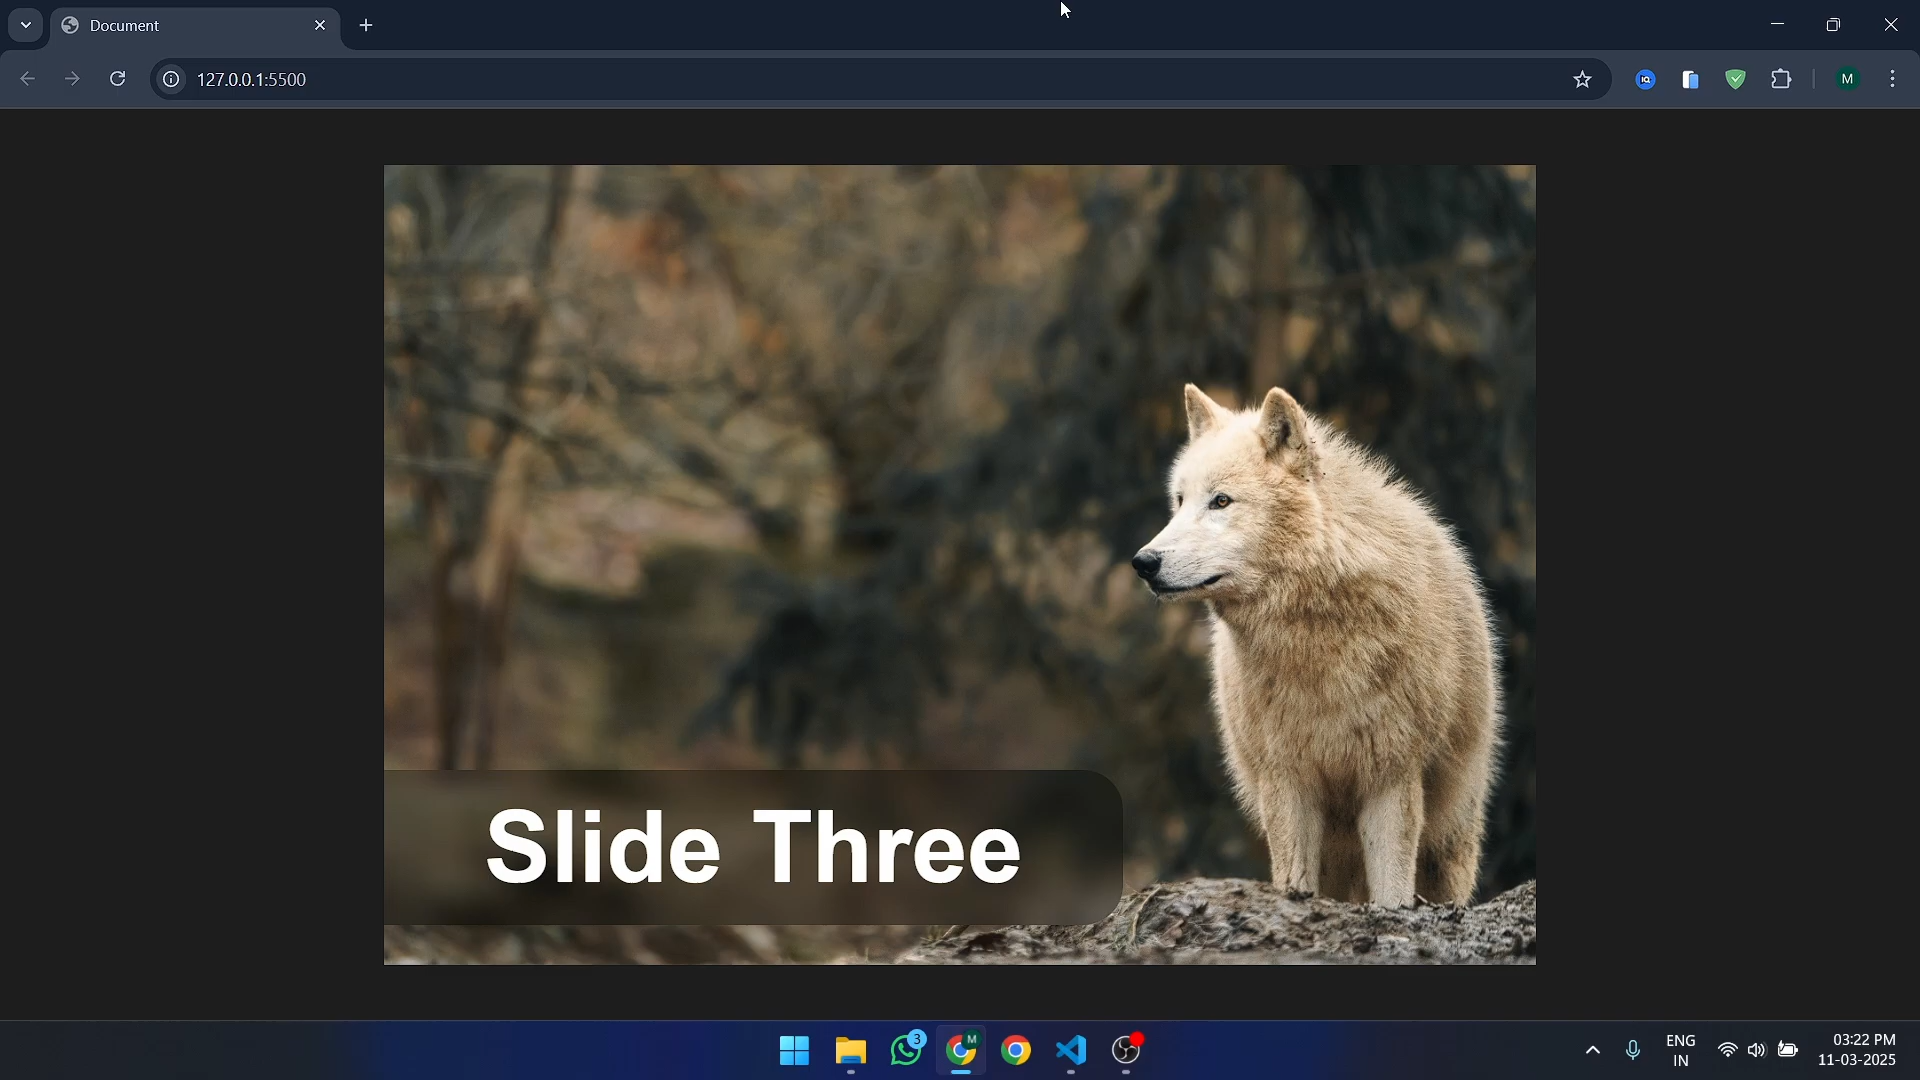 Document
127.0.0.1:5500
M
Slide Three
3
M
ENG
IN
03:22 PM
11-03-2025